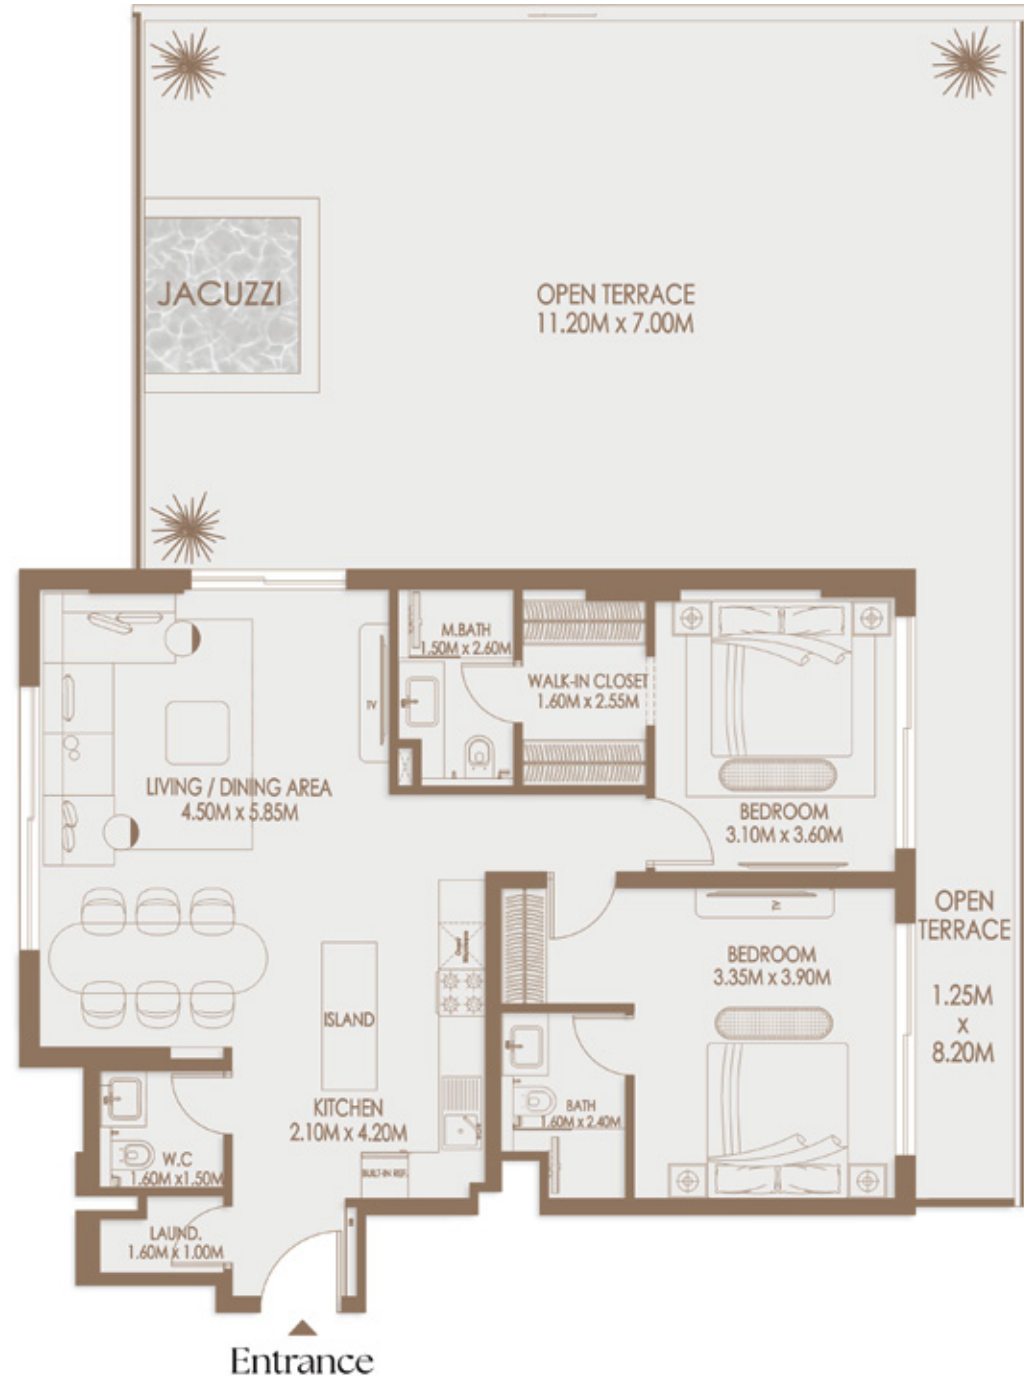 JACUZZI
OPEN TERRACE
11.20M x 7.00M
M.BATH
1.50M x 2.60M
WALK-IN CLOSET
1.60M x 2.55M
TV
LIVING / DINING AREA
4.50M x 5.85M
BEDROOM
3.10M x 3.60M
OPEN
TERRACE
1.25M
x
8.20M
BEDROOM
3.35M x 3.90M
ISLAND
KITCHEN
2.10M x 4.20M
BATH
1.60M x 2.40M
W.C
1.60M x1.50M
BUILT-IN REF.
LAUND.
1.60M x 1.00M
Entrance